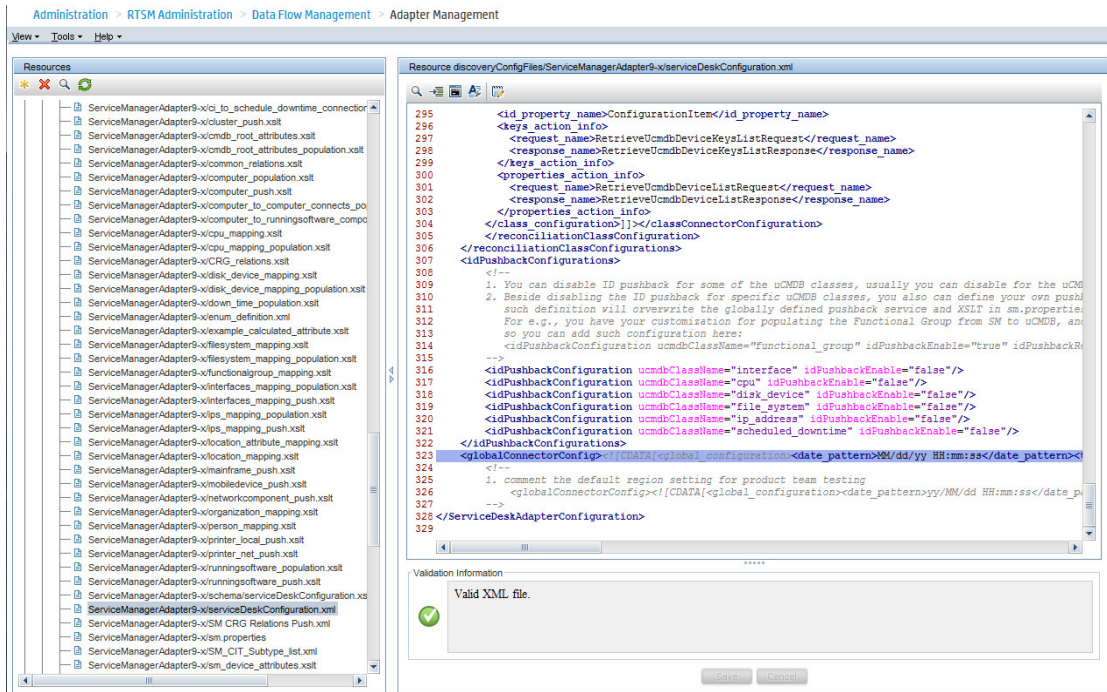 Administration > RTSM Administration > Data Flow Management > Adapter Management
View Tools Help
Resources
ServiceManagerAdapter9-x/ci_to_schedule_downtime_connection
ServiceManagerAdapter9-x/cluster_push.xslt
ServiceManagerAdapter9-x/cmdb_root_attributes.xslt
ServiceManagerAdapter9-x/cmdb_root_attributes_population.xslt
ServiceManagerAdapter9-x/common_relations.xslt
ServiceManagerAdapter9-x/computer_population.xslt
ServiceManagerAdapter9-x/computer_push.xslt
ServiceManagerAdapter9-x/computer_to_computer_connects_po
ServiceManagerAdapter9-x/computer_to_runningsoftware_compo
ServiceManagerAdapter9-x/cpu_mapping.xslt
ServiceManagerAdapter9-x/cpu_mapping_population.xslt
ServiceManagerAdapter9-x/CRG_relations.xslt
ServiceManagerAdapter9-x/disk_device_mapping.xslt
ServiceManagerAdapter9-x/disk_device_mapping_population.xslt
ServiceManagerAdapter9-x/down_time_population.xslt
ServiceManagerAdapter9-x/enum_definition.xml
ServiceManagerAdapter9-x/example_calculated_attribute.xslt
ServiceManagerAdapter9-x/filesystem_mapping.xslt
ServiceManagerAdapter9-x/filesystem_mapping_population.xslt
ServiceManagerAdapter9-x/functionalgroup_mapping.xslt
ServiceManagerAdapter9-x/interfaces_mapping_population.xslt
ServiceManagerAdapter9-x/interfaces_mapping_push.xslt
ServiceManagerAdapter9-x/ips_mapping_population.xslt
ServiceManagerAdapter9-x/ips_mapping_push.xslt
ServiceManagerAdapter9-x/location_attribute_mapping.xslt
ServiceManagerAdapter9-x/location_mapping.xslt
ServiceManagerAdapter9-x/mainframe_push.xslt
ServiceManagerAdapter9-x/mobiledevice_push.xslt
ServiceManagerAdapter9-x/networkcomponent_push.xslt
ServiceManagerAdapter9-x/organization_mapping.xslt
ServiceManagerAdapter9-x/person_mapping.xslt
ServiceManagerAdapter9-x/printer_local_push.xslt
ServiceManagerAdapter9-x/printer_net_push.xslt
ServiceManagerAdapter9-x/runningsoftware_population.xslt
ServiceManagerAdapter9-x/runningsoftware_push.xslt
ServiceManagerAdapter9-x/schema/serviceDeskConfiguration.xs
ServiceManagerAdapter9-x/serviceDeskConfiguration.xml
ServiceManagerAdapter9-x/SM CRG Relations Push.xml
ServiceManagerAdapter9-x/sm.properties
ServiceManagerAdapter9-x/SM_CIT_Subtype_list.xml
ServiceManagerAdapter9-x/sm_device_attributes.xslt
Resource discoveryConfigFiles/ServiceManagerAdapter9-x/serviceDeskConfiguration.xml
295 <id_property_name>ConfigurationItem</id_property_name>
296 <keys_action_info>
297 <request_name>RetrieveUcmdbDeviceKeysListRequest</request_name>
298 <response_name>RetrieveUcmdbDeviceKeysListResponse</response_name>
299 </keys_action_info>
300 <properties_action_info>
301 <request_name>RetrieveUcmdbDeviceListRequest</request_name>
302 <response_name>RetrieveUcmdbDeviceListResponse</response_name>
303 </properties_action_info>
304 </class_configuration>]]></classConnectorConfiguration>
305 </reconciliationClassConfiguration>
306 </reconciliationClassConfigurations>
307 <idPushbackConfigurations>
308 <!--
309 1. You can disable ID pushback for some of the uCMDB classes, usually you can disable for the uCM
310 2. Beside disabling the ID pushback for specific uCMDB classes, you also can define your own push
311 such definition will orverwrite the globally defined pushback service and XSLT in sm.propertie
312 For e.g., you have your customization for populating the Functional Group from SM to uCMDB, an
313 so you can add such configuration here:
314 <idPushbackConfiguration ucmdbClassName="functional_group" idPushbackEnable="true" idPushbackRe
315 -->
316 <idPushbackConfiguration ucmdbClassName="interface" idPushbackEnable="false"/>
317 <idPushbackConfiguration ucmdbClassName="cpu" idPushbackEnable="false"/>
318 <idPushbackConfiguration ucmdbClassName="disk_device" idPushbackEnable="false"/>
319 <idPushbackConfiguration ucmdbClassName="file_system" idPushbackEnable="false"/>
320 <idPushbackConfiguration ucmdbClassName="ip_address" idPushbackEnable="false"/>
321 <idPushbackConfiguration ucmdbClassName="scheduled_downtime" idPushbackEnable="false"/>
322 </idPushbackConfigurations>
323 <globalConnectorConfig><![CDATA[<global_configuration><date_pattern>MM/dd/yy HH:mm:ss</date_pattern><t
324 <!--
325 1. comment the default region setting for product team testing
326 <globalConnectorConfig><![CDATA[<global_configuration><date_pattern>yy/MM/dd HH:mm:ss</date_pa
327 -->
328 </ServiceDeskAdapterConfiguration>
329
Validation Information
Valid XML file.
Save Cancel